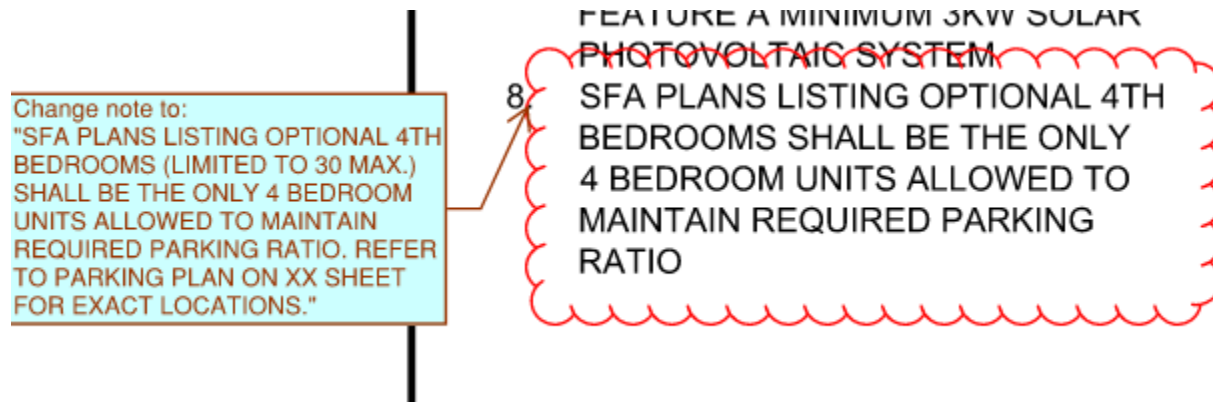 FEATURE A MINIMUM 3KW SOLAR
PHOTOVOLTAIC SYSTEM
8 SFA PLANS LISTING OPTIONAL 4TH
BEDROOMS SHALL BE THE ONLY
4 BEDROOM UNITS ALLOWED TO
MAINTAIN REQUIRED PARKING
RATIO
Change note to:
"SFA PLANS LISTING OPTIONAL 4TH
BEDROOMS (LIMITED TO 30 MAX.)
SHALL BE THE ONLY 4 BEDROOM
UNITS ALLOWED TO MAINTAIN
REQUIRED PARKING RATIO. REFER
TO PARKING PLAN ON XX SHEET
FOR EXACT LOCATIONS."